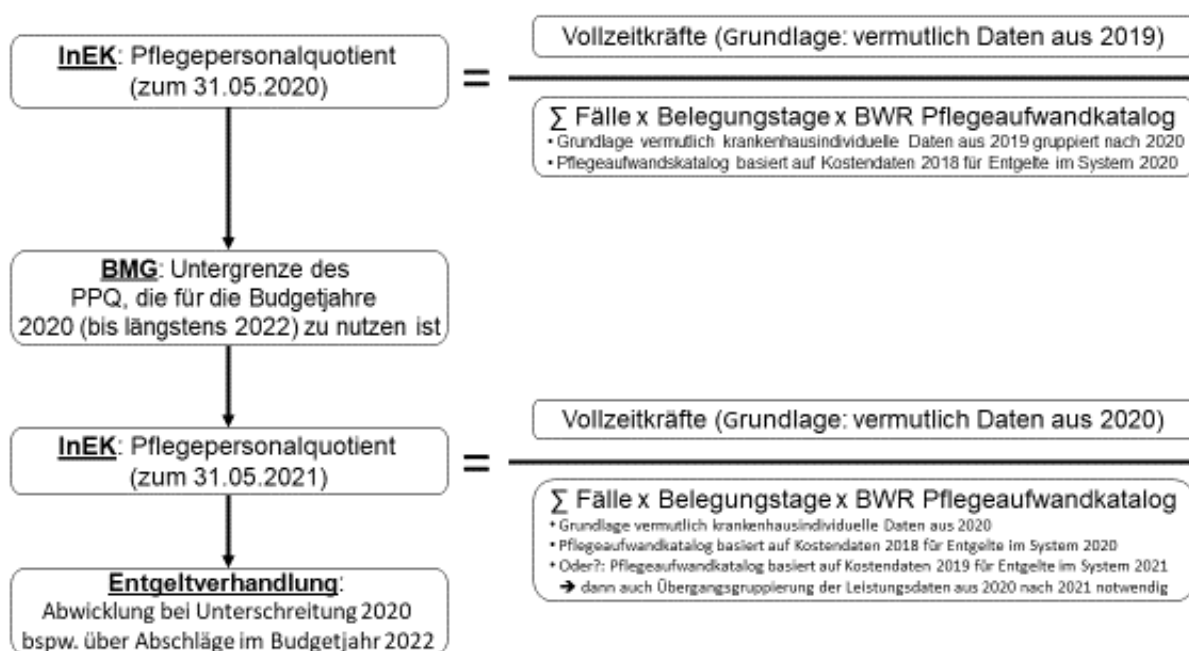 InEK: Pflegepersonalquotient
(zum 31.05.2020)
=
Vollzeitkräfte (Grundlage: vermutlich Daten aus 2019)
∑ Fälle x Belegungstage x BWR Pflegeaufwandkatalog
• Grundlage vermutlich krankenhausindividuelle Daten aus 2019 gruppiert nach 2020
• Pflegeaufwandskatalog basiert auf Kostendaten 2018 für Entgelte im System 2020
BMG: Untergrenze des
PPQ, die für die Budgetjahre
2020 (bis längstens 2022) zu nutzen ist
InEK: Pflegepersonalquotient
(zum 31.05.2021)
=
Vollzeitkräfte (Grundlage: vermutlich Daten aus 2020)
∑ Fälle x Belegungstage x BWR Pflegeaufwandkatalog
• Grundlage vermutlich krankenhausindividuelle Daten aus 2020
• Pflegeaufwandkatalog basiert auf Kostendaten 2018 für Entgelte im System 2020
• Oder?: Pflegeaufwandkatalog basiert auf Kostendaten 2019 für Entgelte im System 2021
➔ dann auch Übergangsgruppierung der Leistungsdaten aus 2020 nach 2021 notwendig
Entgeltverhandlung:
Abwicklung bei Unterschreitung 2020
bspw. über Abschläge im Budgetjahr 2022